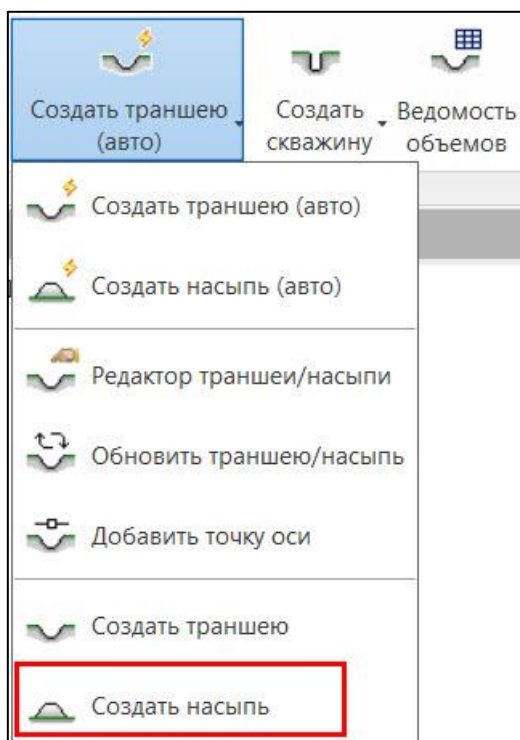 Создать траншею
(авто)
Создать
скважину
Ведомость
объемов
Создать траншею (авто)
Создать насыпь (авто)
Редактор траншеи/насыпи
Обновить траншею/насыпь
Добавить точку оси
Создать траншею
Создать насыпь